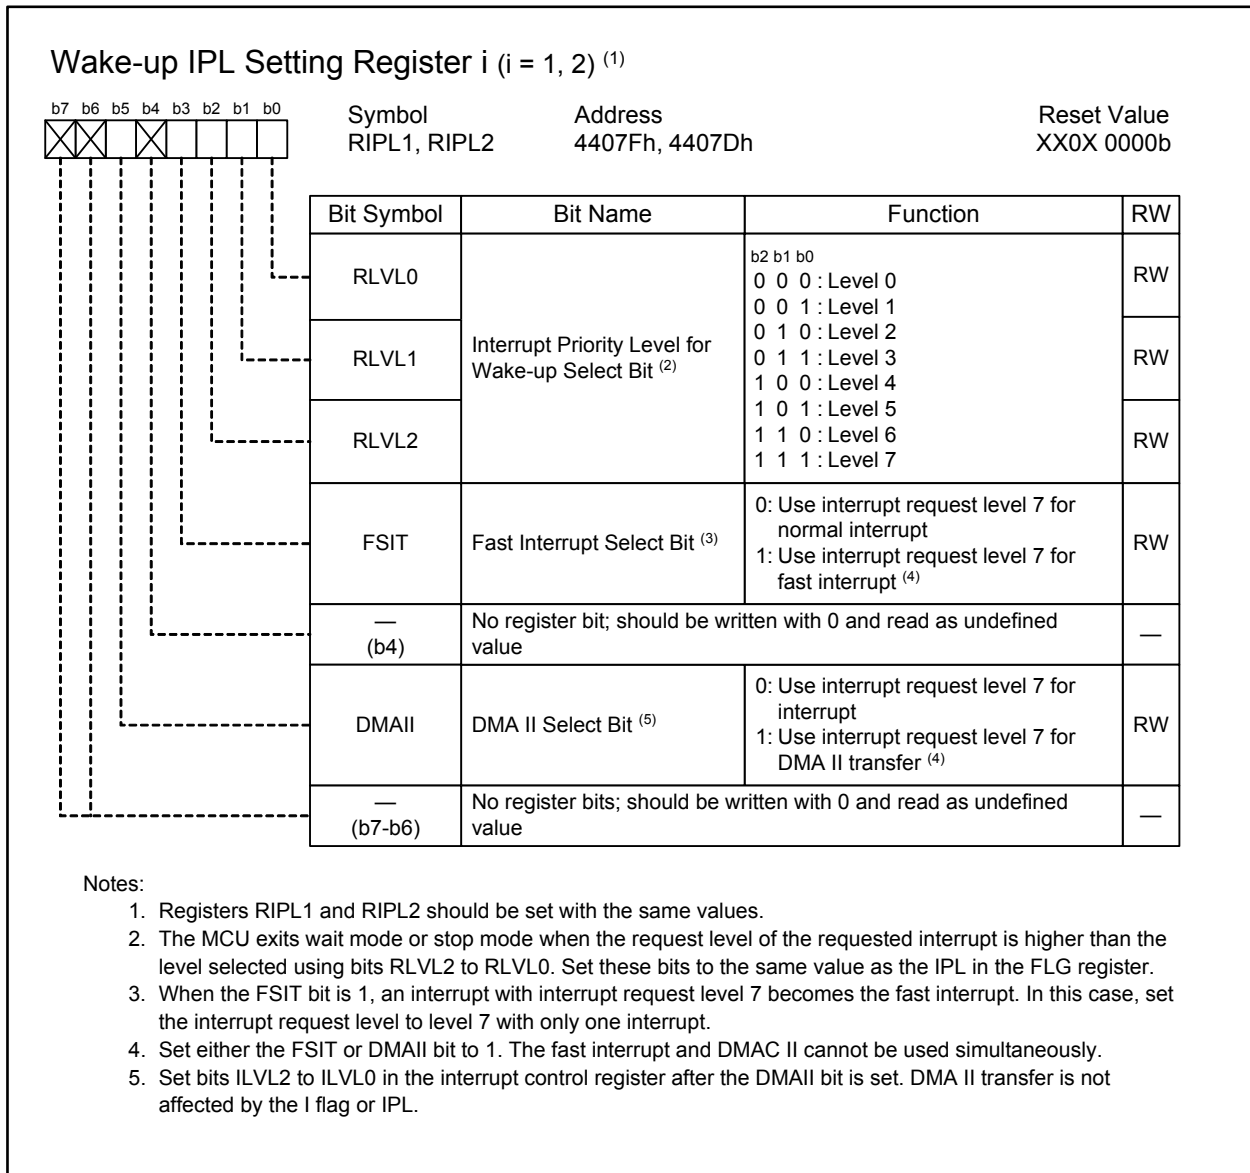 Wake-up IPL Setting Register i (i = 1, 2) (1)
b7 b6 b5 b4 b3 b2 b1 b0
Symbol Address Reset Value
RIPL1, RIPL2 4407Fh, 4407Dh XX0X 0000b
Bit Symbol Bit Name Function RW
RLVL0 RW
RLVL1 RW
RLVL2 RW
Interrupt Priority Level for
Wake-up Select Bit (2)
b2 b1 b0
0 0 0 : Level 0
0 0 1 : Level 1
0 1 0 : Level 2
0 1 1 : Level 3
1 0 0 : Level 4
1 0 1 : Level 5
1 1 0 : Level 6
1 1 1 : Level 7
FSIT Fast Interrupt Select Bit (3) RW
0: Use interrupt request level 7 for
normal interrupt
1: Use interrupt request level 7 for
fast interrupt (4)
—
(b4)
No register bit; should be written with 0 and read as undefined
value
—
DMAII DMA II Select Bit (5) RW
0: Use interrupt request level 7 for
interrupt
1: Use interrupt request level 7 for
DMA II transfer (4)
—
(b7-b6)
No register bits; should be written with 0 and read as undefined
value
—
Notes:
1. Registers RIPL1 and RIPL2 should be set with the same values.
2. The MCU exits wait mode or stop mode when the request level of the requested interrupt is higher than the
level selected using bits RLVL2 to RLVL0. Set these bits to the same value as the IPL in the FLG register.
3. When the FSIT bit is 1, an interrupt with interrupt request level 7 becomes the fast interrupt. In this case, set
the interrupt request level to level 7 with only one interrupt.
4. Set either the FSIT or DMAII bit to 1. The fast interrupt and DMAC II cannot be used simultaneously.
5. Set bits ILVL2 to ILVL0 in the interrupt control register after the DMAII bit is set. DMA II transfer is not
affected by the I flag or IPL.